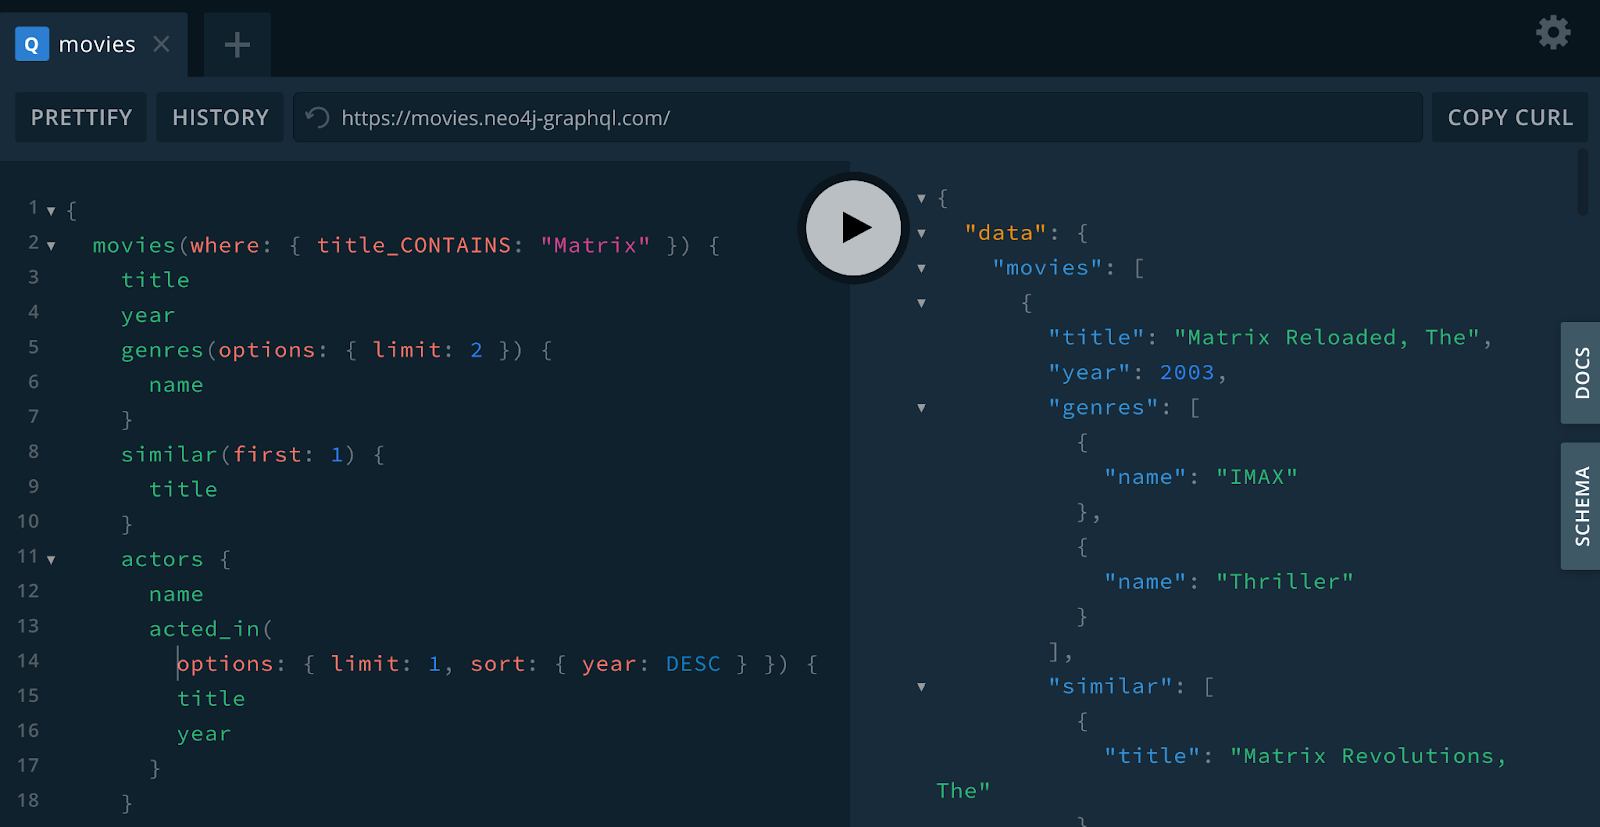 Q movies
PRETTIFY HISTORY https://movies.neo4j-graphql.com/ COPY CURL
1 {
2 movies(where: { title_CONTAINS: "Matrix" }) {
3 title
4 year
5 genres(options: { limit: 2 }) {
6 name
7 }
8 similar(first: 1) {
9 title
10 }
11 actors {
12 name
13 acted_in(
14 options: { limit: 1, sort: { year: DESC } }) {
15 title
16 year
17 }
18 }
{
"data": {
"movies": [
{
"title": "Matrix Reloaded, The",
"year": 2003,
"genres": [
{
"name": "IMAX"
},
{
"name": "Thriller"
}
],
"similar": [
{
"title": "Matrix Revolutions,
The"
}
DOCS
SCHEMA